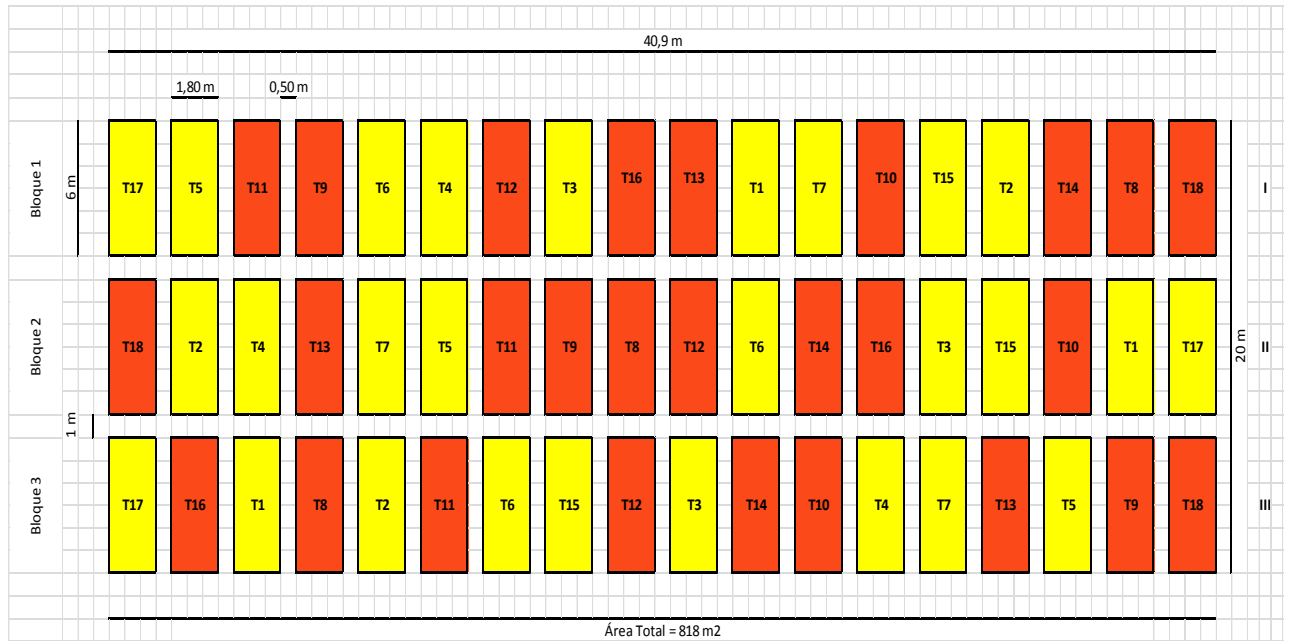 40,9 m
1,80 m 0,50 m
Bloque 1 6 m T17 T5 T11 T9 T6 T4 T12 T3 T16 T13 T1 T7 T10 T15 T2 T14 T8 T18 I
Bloque 2 T18 T2 T4 T13 T7 T5 T11 T9 T8 T12 T6 T14 T16 T3 T15 T10 T1 T17 20 m II
1 m
Bloque 3 T17 T16 T1 T8 T2 T11 T6 T15 T12 T3 T14 T10 T4 T7 T13 T5 T9 T18 III
Área Total = 818 m2